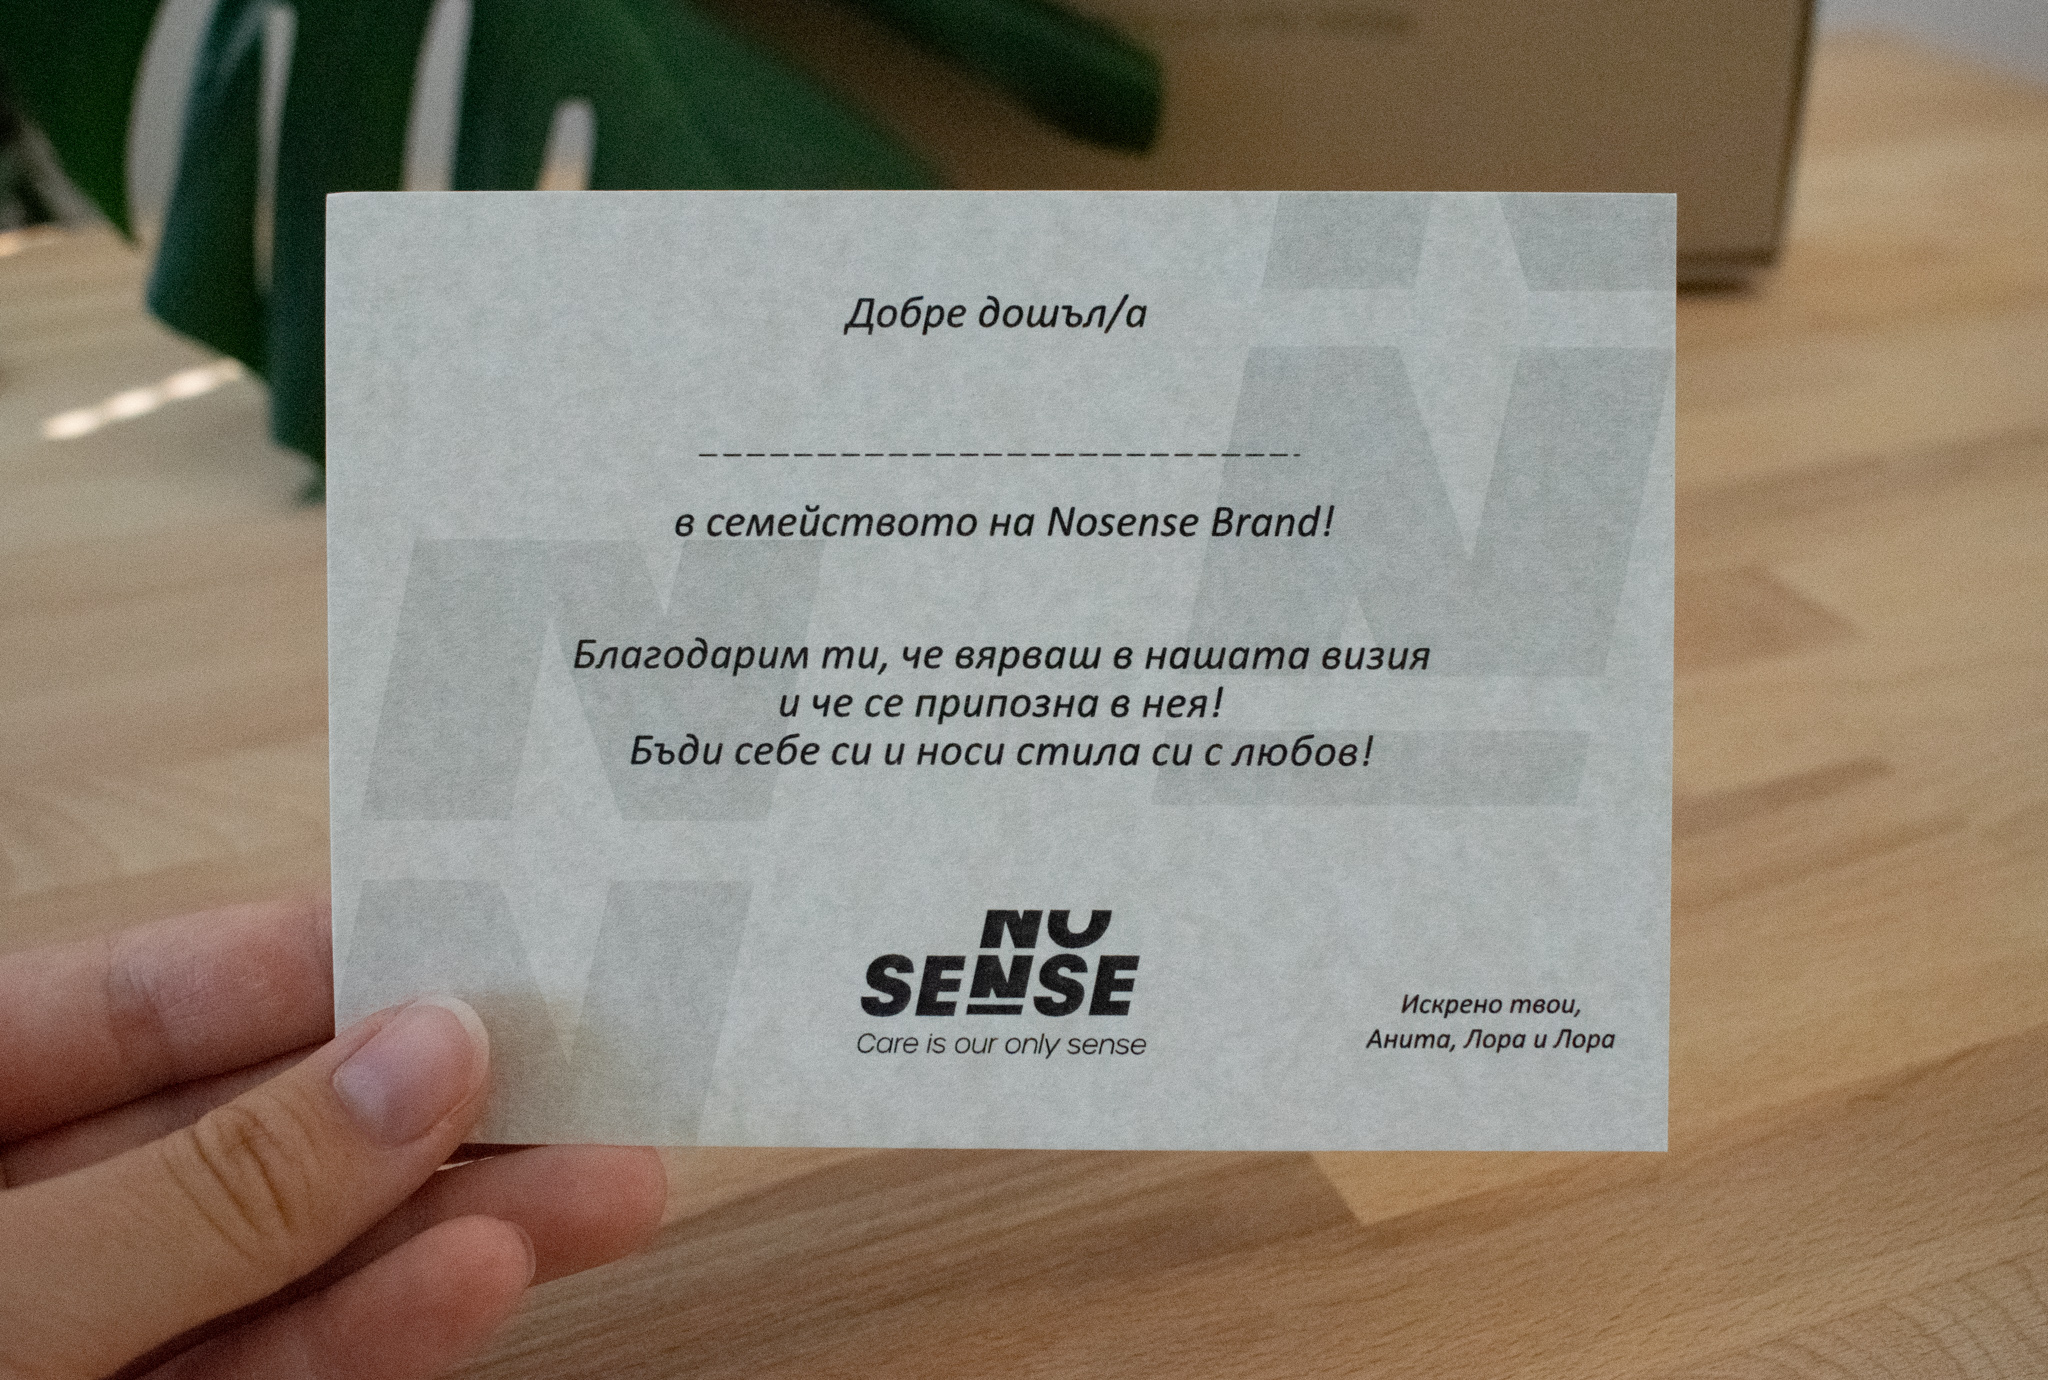 Добре дошъл/а
__________________________
в семейството на Nosense Brand!
Благодарим ти, че вярваш в нашата визия
и че се припозна в нея!
Бъди себе си и носи стила си с любов!
NO
SENSE
Care is our only sense
Искрено твои,
Анита, Лора и Лора